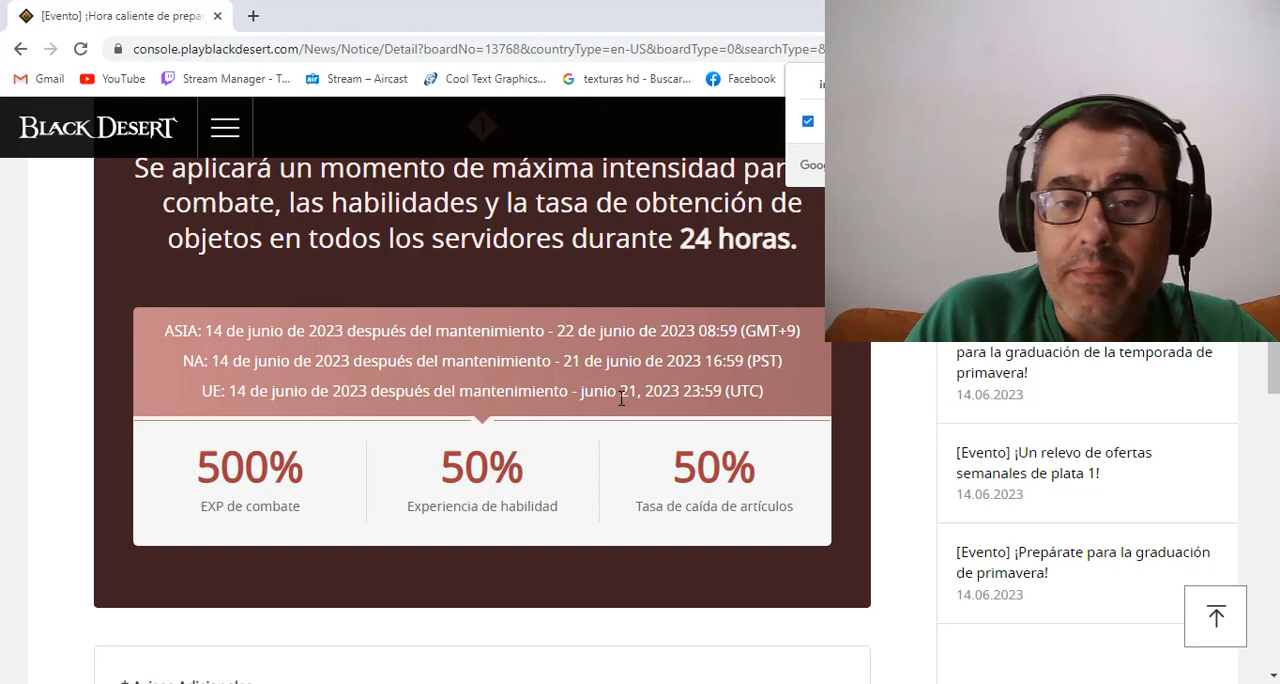 [Evento] ¡Hora caliente de prepar
console.playblackdesert.com/News/Notice/Detail?boardNo=13768&countryType=en-US&boardType=0&searchType=&
Gmail YouTube Stream Manager - T... Stream – Aircast Cool Text Graphics... texturas hd - Buscar... Facebook
BLACK DESERT
Goog
Se aplicará un momento de máxima intensidad par
combate, las habilidades y la tasa de obtención de
objetos en todos los servidores durante 24 horas.
ASIA: 14 de junio de 2023 después del mantenimiento - 22 de junio de 2023 08:59 (GMT+9)
NA: 14 de junio de 2023 después del mantenimiento - 21 de junio de 2023 16:59 (PST)
UE: 14 de junio de 2023 después del mantenimiento - junio 21, 2023 23:59 (UTC)
500% 50% 50%
EXP de combate Experiencia de habilidad Tasa de caída de artículos
para la graduación de la temporada de
primavera!
14.06.2023
[Evento] ¡Un relevo de ofertas
semanales de plata 1!
14.06.2023
[Evento] ¡Prepárate para la graduación
de primavera!
14.06.2023
* Avisos Adicionales